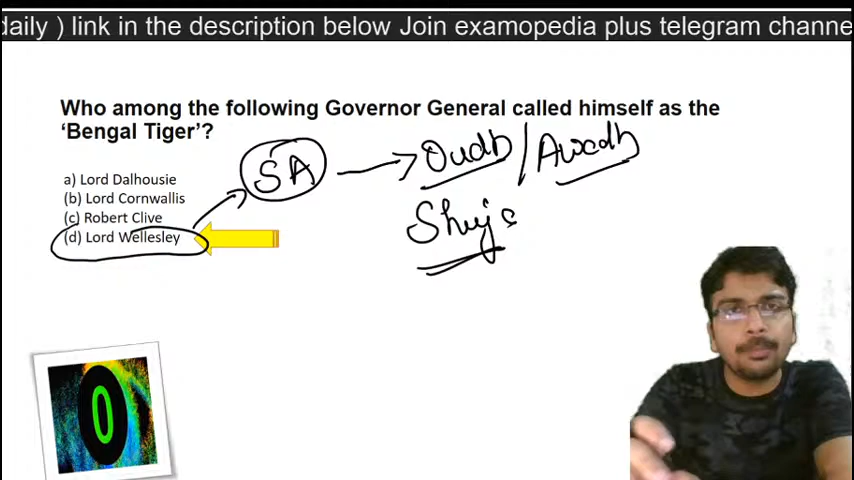 daily ) link in the description below Join examopedia plus telegram channe
Who among the following Governor General called himself as the
'Bengal Tiger'?
a) Lord Dalhousie
(b) Lord Cornwallis
(c) Robert Clive
(d) Lord Wellesley
SA
Oudh / Awadh
Shuja
0